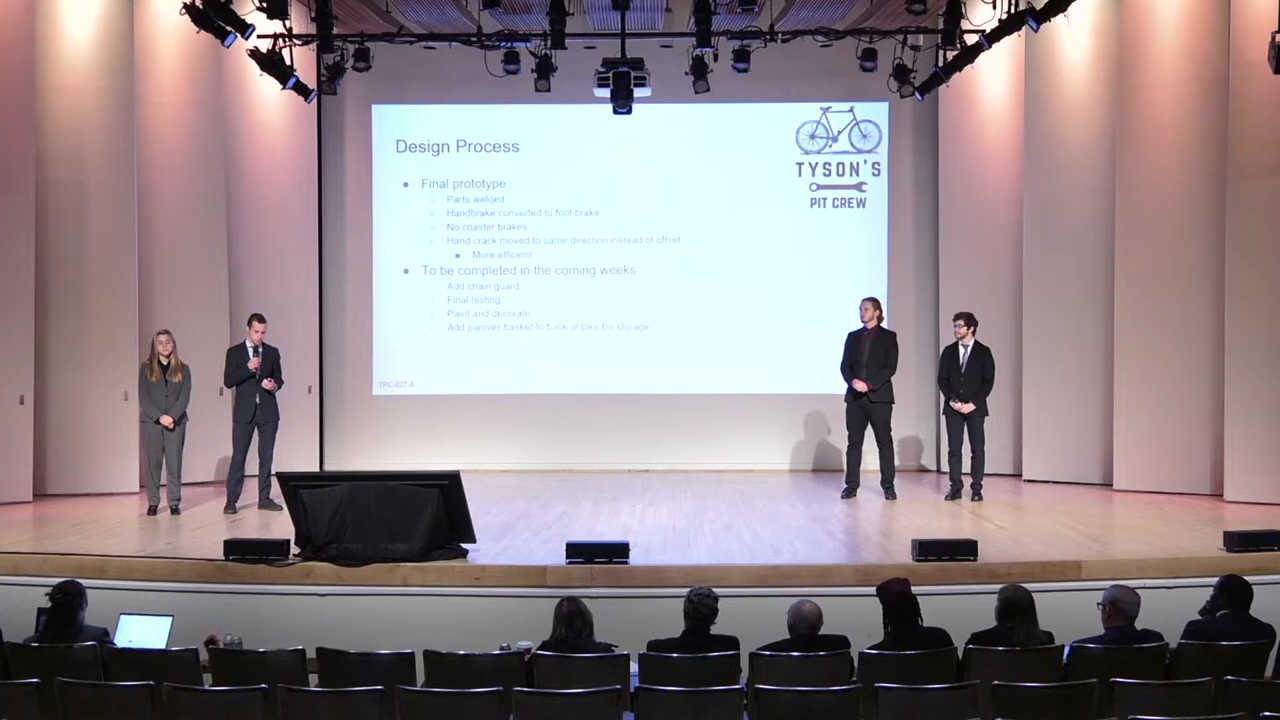 Design Process
TYSON'S
PIT CREW
● Final prototype
○ Parts welded
○ Handbrake converted to foot brake
○ No coaster brakes
○ Hand crack moved to same direction instead of offset
■ More efficient
● To be completed in the coming weeks
○ Add chain guard
○ Final testing
○ Paint and decorate
○ Add pannier basket to back of bike for storage
TPC-027-A